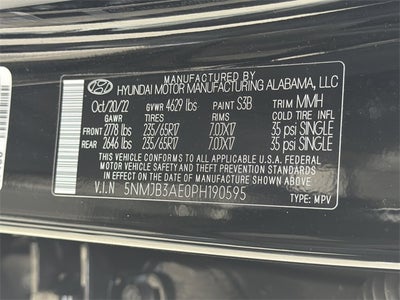 MANUFACTURED BY
HYUNDAI MOTOR MANUFACTURING ALABAMA, LLC
Oct/20/22 GVWR 4629 lbs PAINT S3B TRIM MMH
GAWR TIRES RIMS COLD TIRE INFL
FRONT 2778 lbs 235/65R17 7.0JX17 35 psi SINGLE
REAR 2646 lbs 235/65R17 7.0JX17 35 psi SINGLE
THIS VEHICLE CONFORMS TO ALL APPLICABLE U.S. FEDERAL
MOTOR VEHICLE SAFETY, BUMPER, AND THEFT PREVENTION
STANDARDS IN EFFECT ON THE DATE OF MANUFACTURE SHOWN ABOVE.
V.I.N 5NMJB3AE0PH190595
TYPE: MPV